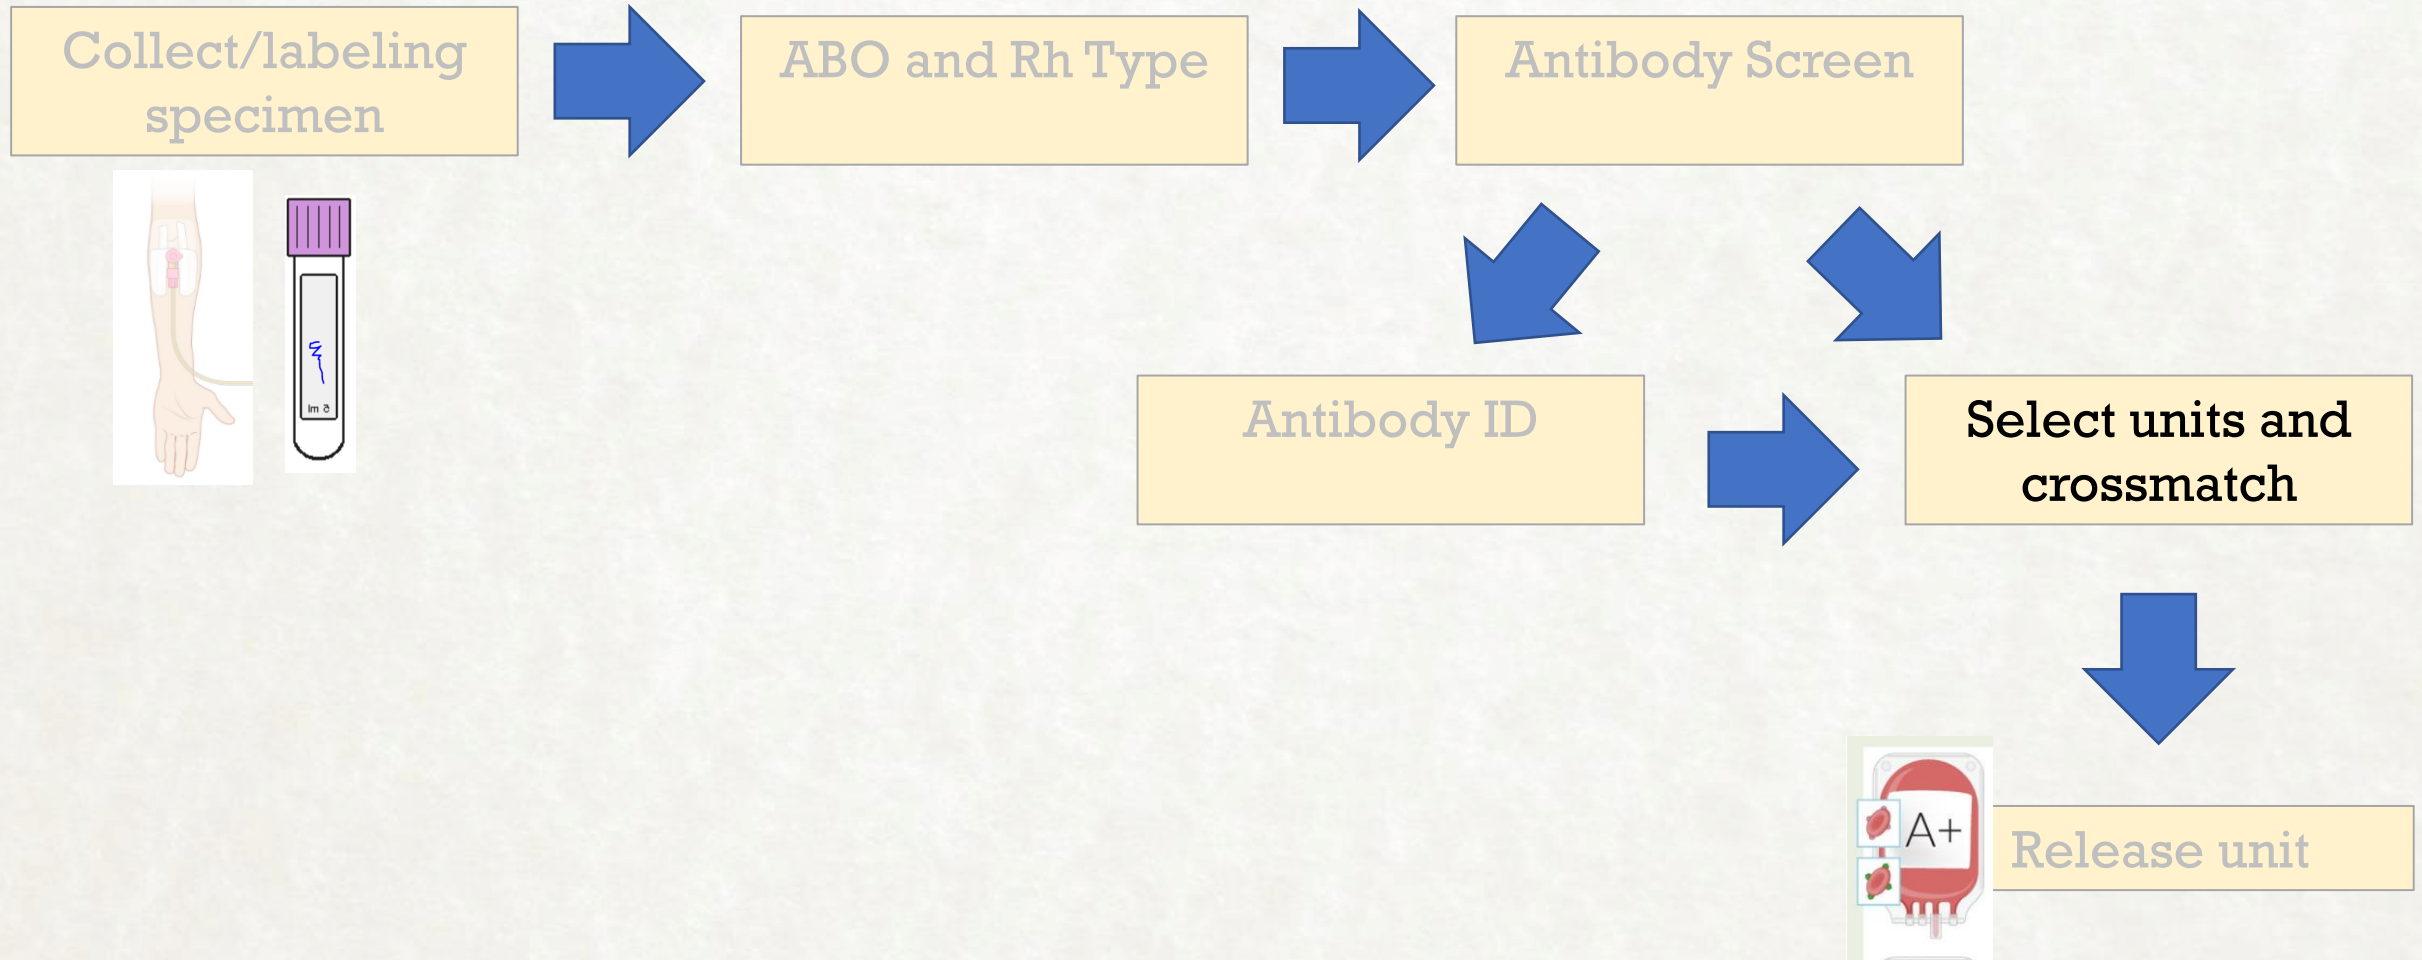 Collect/labeling
specimen
ABO and Rh Type
Antibody Screen
Antibody ID
Select units and
crossmatch
A+
Release unit